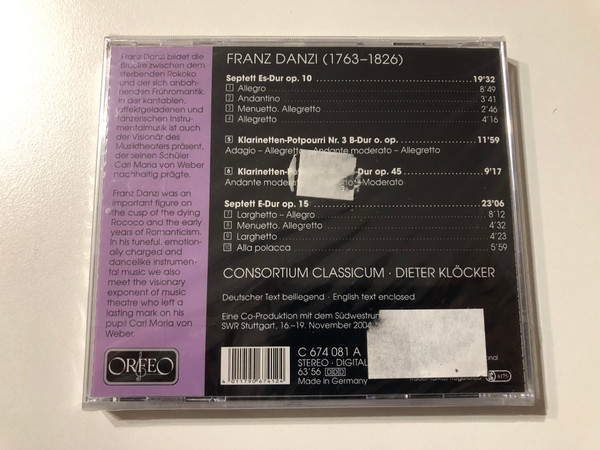 Franz Danzi bildet die
Brücke zwischen dem
sterbenden Rokoko
und der sich anbah-
nenden Frühromantik.
In der kantablen,
affektgeladenen und
tänzerischen Instru-
mentalmusik ist auch
der Visionär des
Musiktheaters präsent,
der seinen Schüler
Carl Maria von Weber
nachhaltig prägte.
Franz Danzi was an
important figure on
the cusp of the dying
Rococo and the early
years of Romanticism.
In his tuneful, emotion-
ally charged and
dancelike instrumen-
tal music we also
meet the visionary
exponent of music
theatre who left a
lasting mark on his
pupil Carl Maria von
Weber.
ORFEO
FRANZ DANZI (1763–1826)
Septett Es-Dur op. 10 19'32
1 Allegro 8'49
2 Andantino 3'41
3 Menuetto. Allegretto 2'46
4 Allegretto 4'16
5 Klarinetten-Potpourri Nr. 3 B-Dur o. op. 11'59
Adagio – Allegretto – Andante moderato – Allegretto
6 Klarinetten-Dur op. 45 9'17
Andante moderato – Moderato
Septett E-Dur op. 15 23'06
7 Larghetto – Allegro 8'12
8 Menuetto. Allegretto 4'32
9 Larghetto 4'23
10 Alla polacca 5'59
CONSORTIUM CLASSICUM · DIETER KLÖCKER
Deutscher Text beiliegend · English text enclosed
Eine Co-Produktion mit dem Südwestrun
SWR Stuttgart, 16.–19. November 2004
C 674 081 A
STEREO · DIGITAL
63'56 DDD
Made in Germany
4 011790 674124